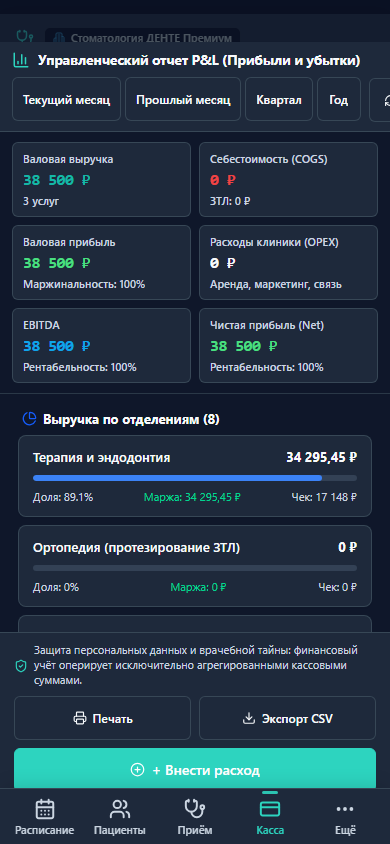 Стоматология ДЕНТЕ Премиум
Управленческий отчет P&L (Прибыли и убытки)
Текущий месяц
Прошлый месяц
Квартал
Год
Валовая выручка
38 500 ₽
3 услуг
Себестоимость (COGS)
0 ₽
ЗТЛ: 0 ₽
Валовая прибыль
38 500 ₽
Маржинальность: 100%
Расходы клиники (OPEX)
0 ₽
Аренда, маркетинг, связь
EBITDA
38 500 ₽
Рентабельность: 100%
Чистая прибыль (Net)
38 500 ₽
Рентабельность: 100%
Выручка по отделениям (8)
Терапия и эндодонтия
34 295,45 ₽
Доля: 89.1%
Маржа: 34 295,45 ₽
Чек: 17 148 ₽
Ортопедия (протезирование ЗТЛ)
0 ₽
Доля: 0%
Маржа: 0 ₽
Чек: 0 ₽
Защита персональных данных и врачебной тайны: финансовый
учёт оперирует исключительно агрегированными кассовыми
суммами.
Печать
Экспорт CSV
+ Внести расход
Расписание
Пациенты
Приём
Касса
Ещё